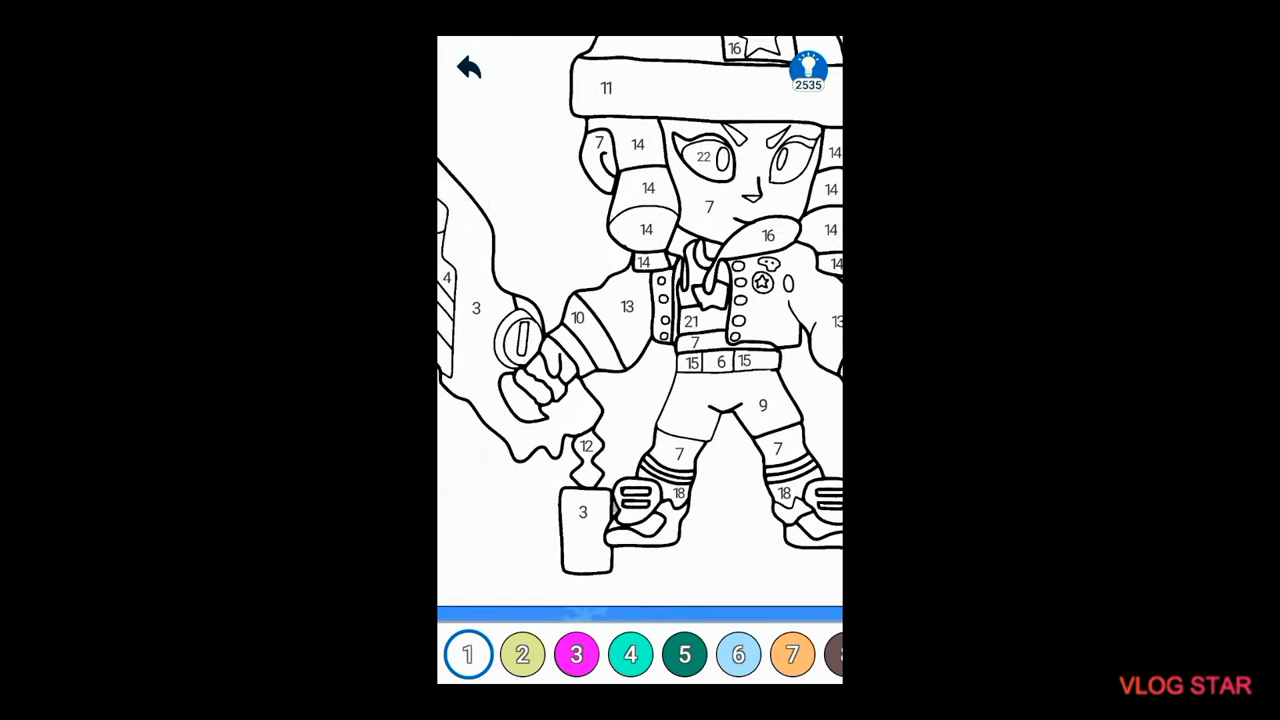 16
2535
11
7 14 22 14
14 14
7
14 16 14
14 14
4 3 10 13 21 13
7
15 6 15
9
7 7
12
18 18
3
1 2 3 4 5 6 7
VLOG STAR